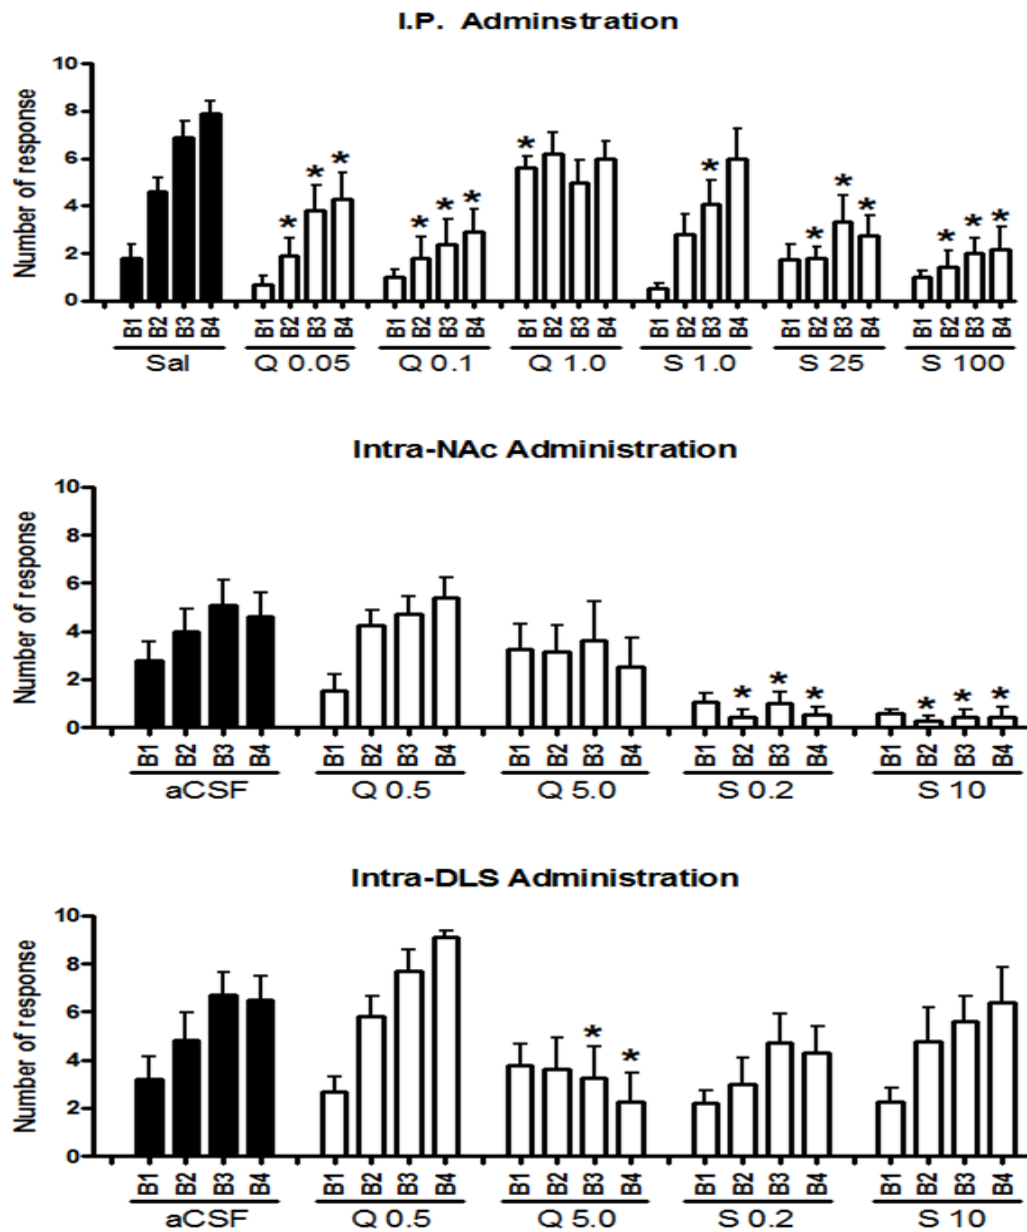 I.P. Adminstration
Number of response
10
8
6
4
2
0
* * * * * * * * * * * * * *
B1 B2 B3 B4 B1 B2 B3 B4 B1 B2 B3 B4 B1 B2 B3 B4 B1 B2 B3 B4 B1 B2 B3 B4 B1 B2 B3 B4
Sal Q 0.05 Q 0.1 Q 1.0 S 1.0 S 25 S 100
Intra-NAc Administration
Number of response
10
8
6
4
2
0
* * * * * *
B1 B2 B3 B4 B1 B2 B3 B4 B1 B2 B3 B4 B1 B2 B3 B4 B1 B2 B3 B4
aCSF Q 0.5 Q 5.0 S 0.2 S 10
Intra-DLS Administration
Number of response
10
8
6
4
2
0
* *
B1 B2 B3 B4 B1 B2 B3 B4 B1 B2 B3 B4 B1 B2 B3 B4 B1 B2 B3 B4
aCSF Q 0.5 Q 5.0 S 0.2 S 10